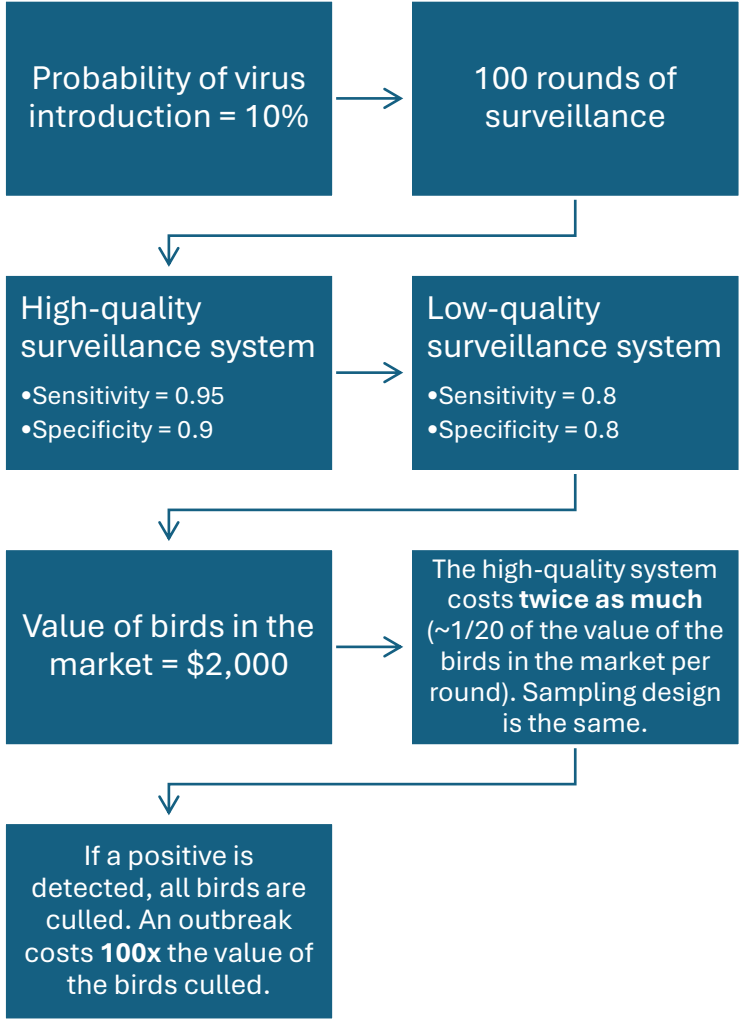 Probability of virus
introduction = 10%
100 rounds of
surveillance
High-quality
surveillance system
•Sensitivity = 0.95
•Specificity = 0.9
Low-quality
surveillance system
•Sensitivity = 0.8
•Specificity = 0.8
Value of birds in the
market = $2,000
The high-quality system
costs twice as much
(~1/20 of the value of the
birds in the market per
round). Sampling design
is the same.
If a positive is
detected, all birds are
culled. An outbreak
costs 100x the value of
the birds culled.